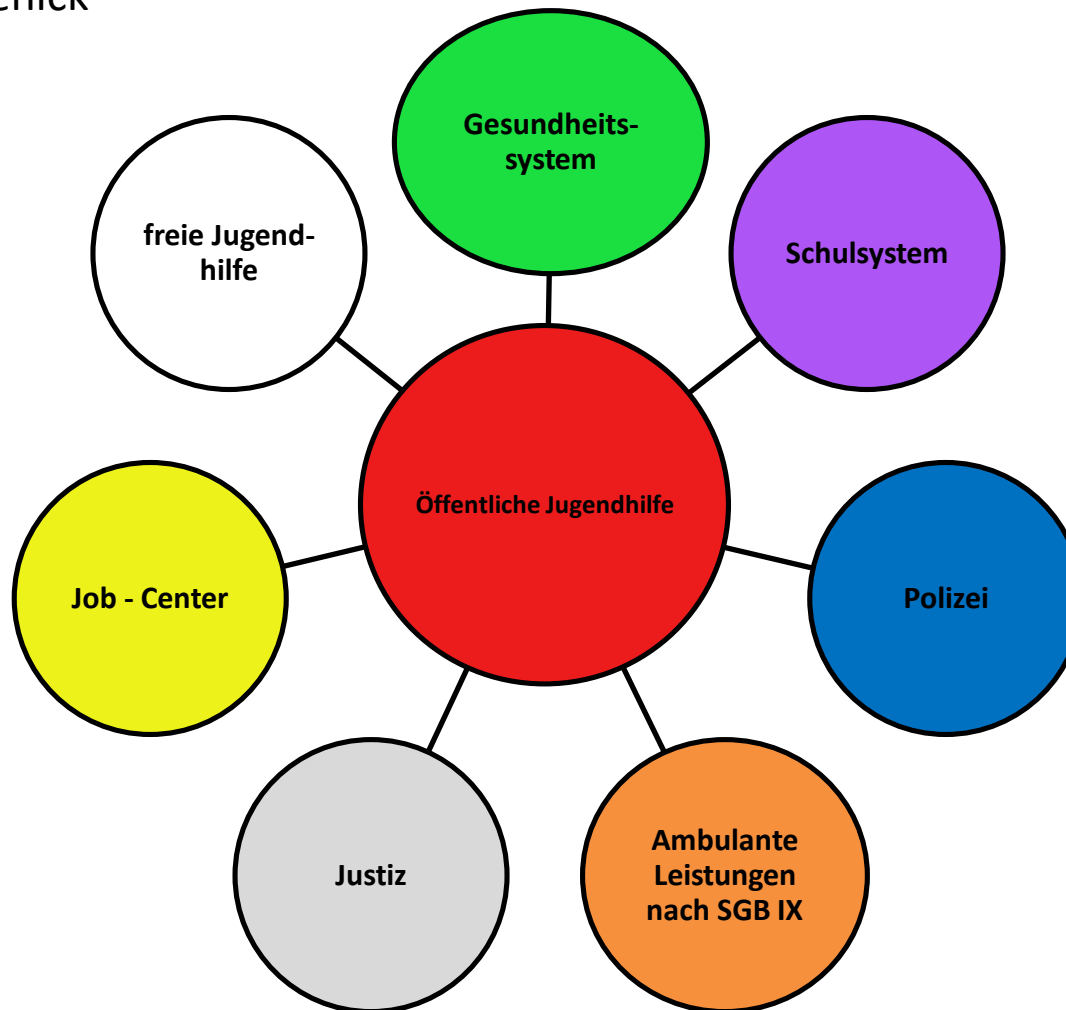 Gesundheits-
system
freie Jugend-
hilfe
Schulsystem
Öffentliche Jugendhilfe
Job - Center
Polizei
Justiz
Ambulante
Leistungen
nach SGB IX